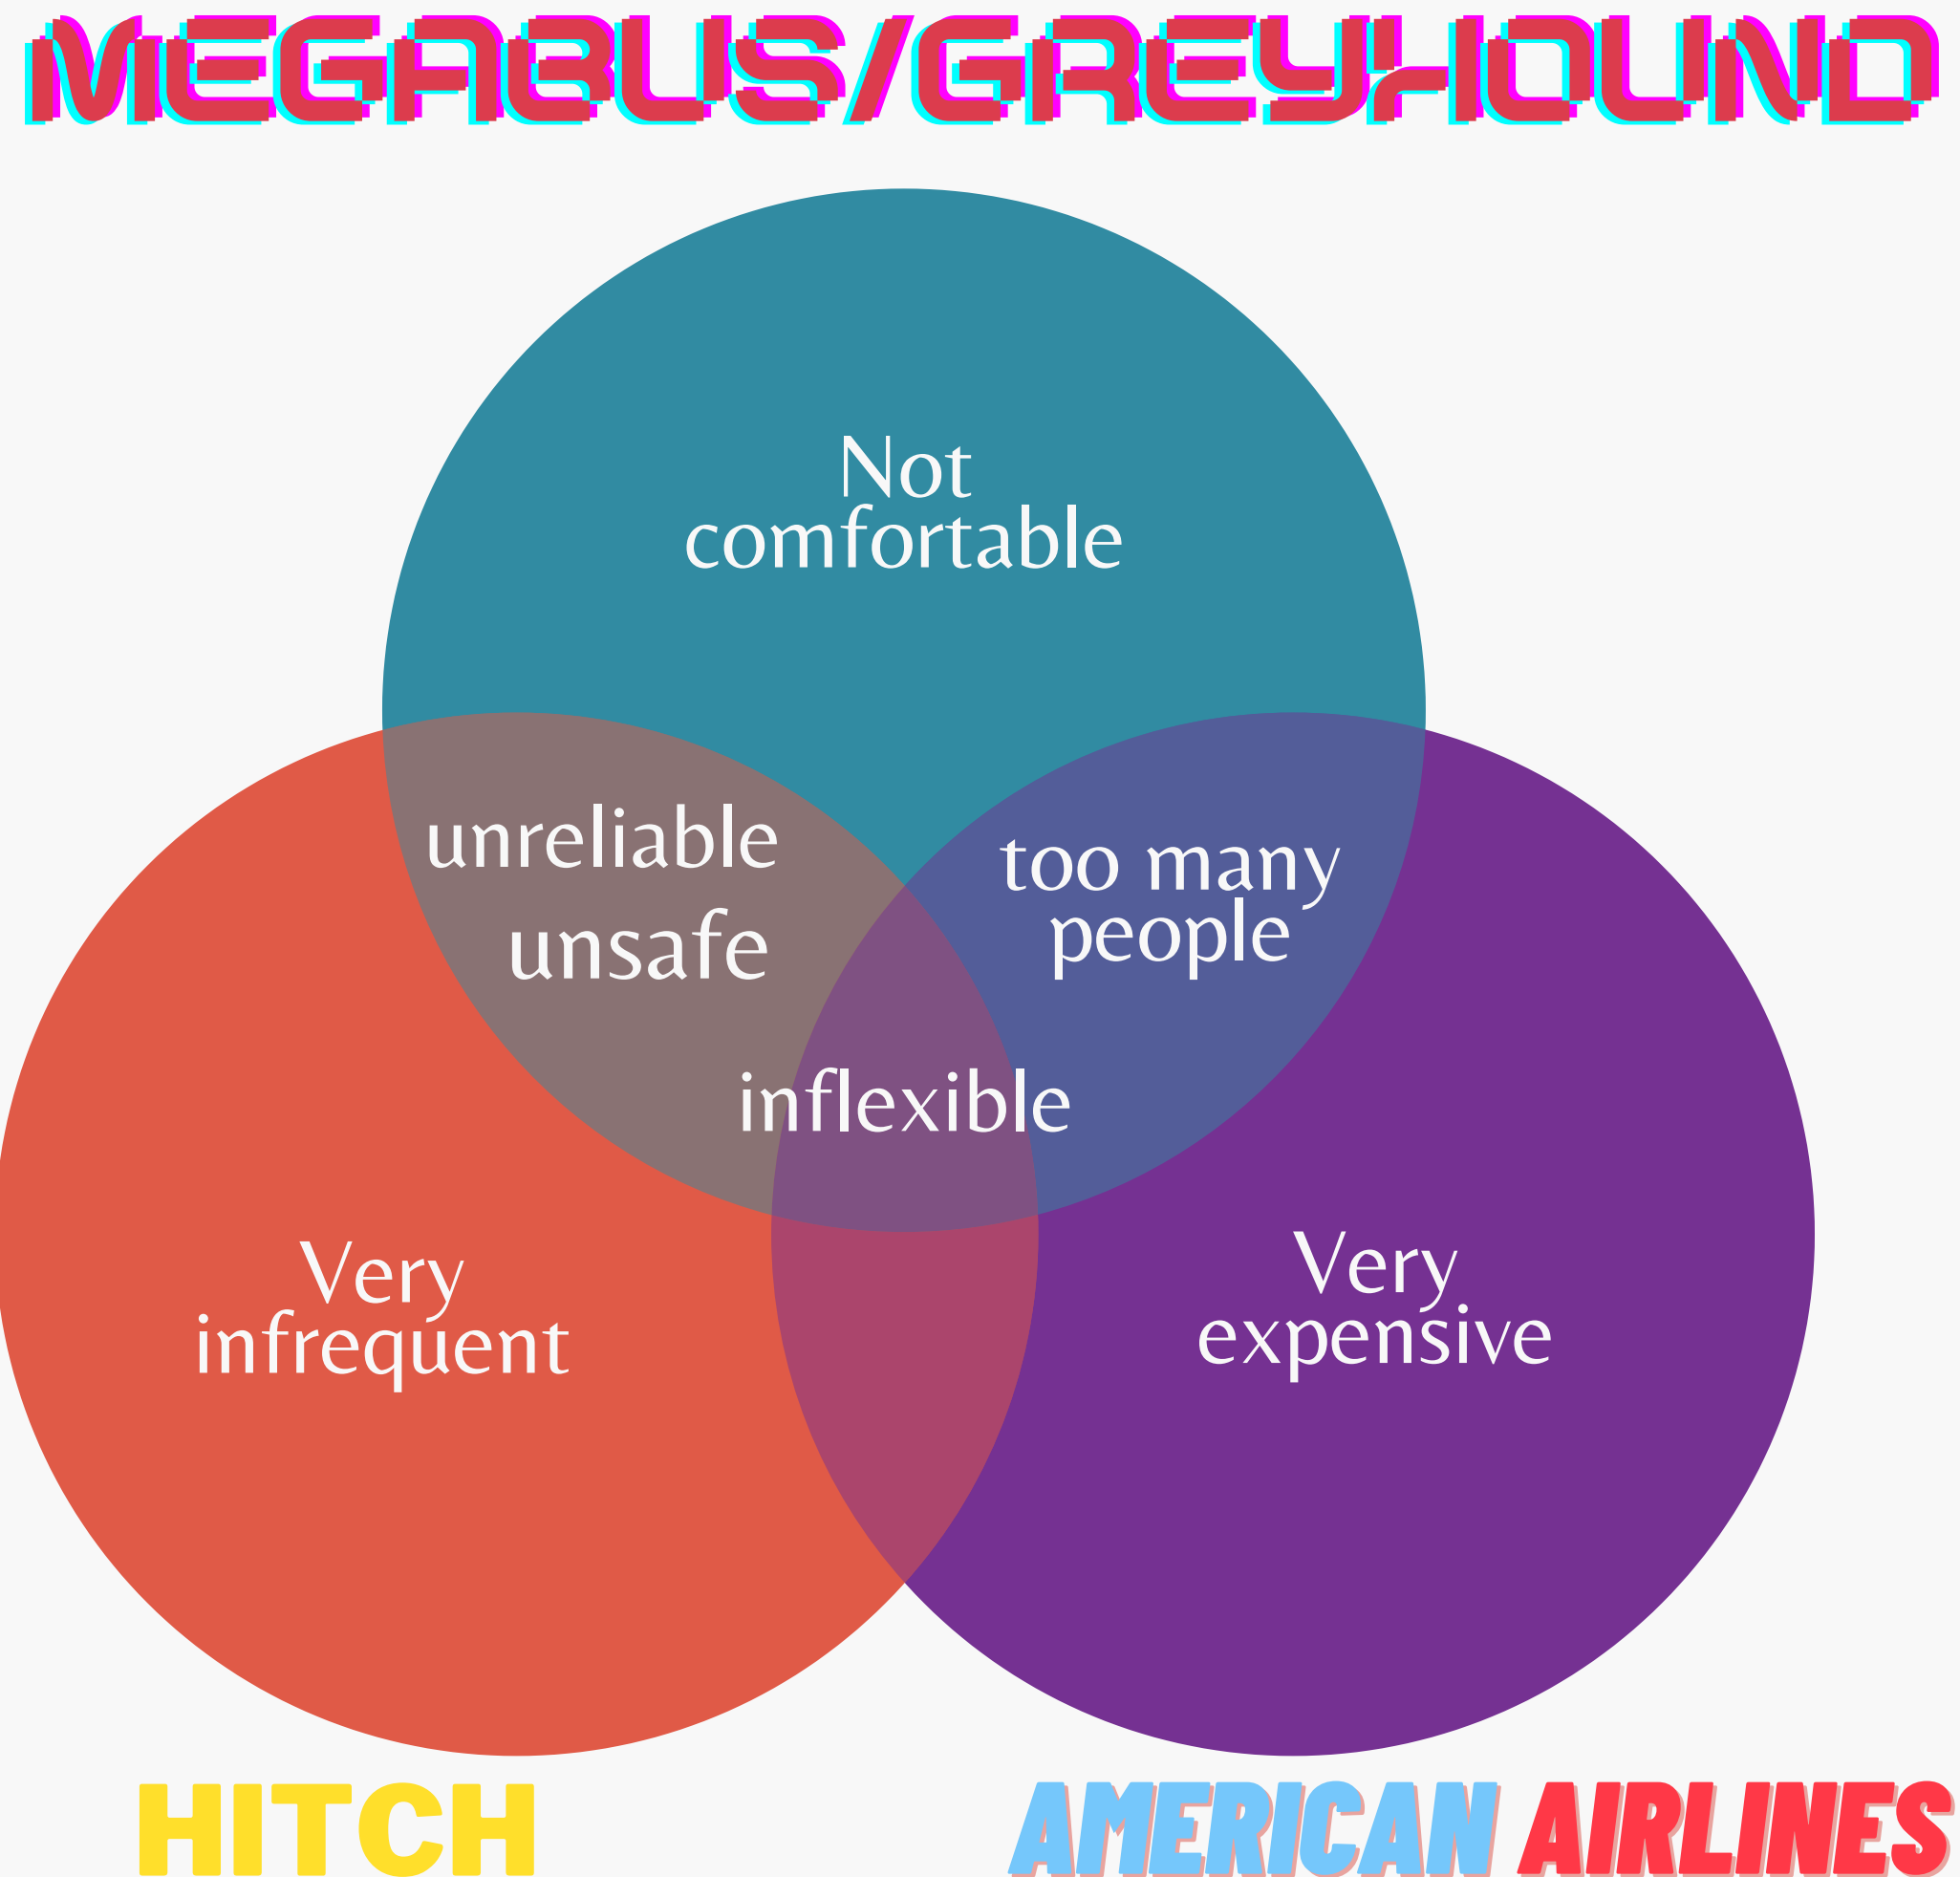 MEGABUS/GREYHOUND
Not
comfortable
unreliable
unsafe
too many
people
inflexible
Very
infrequent
Very
expensive
HITCH
AMERICAN AIRLINES